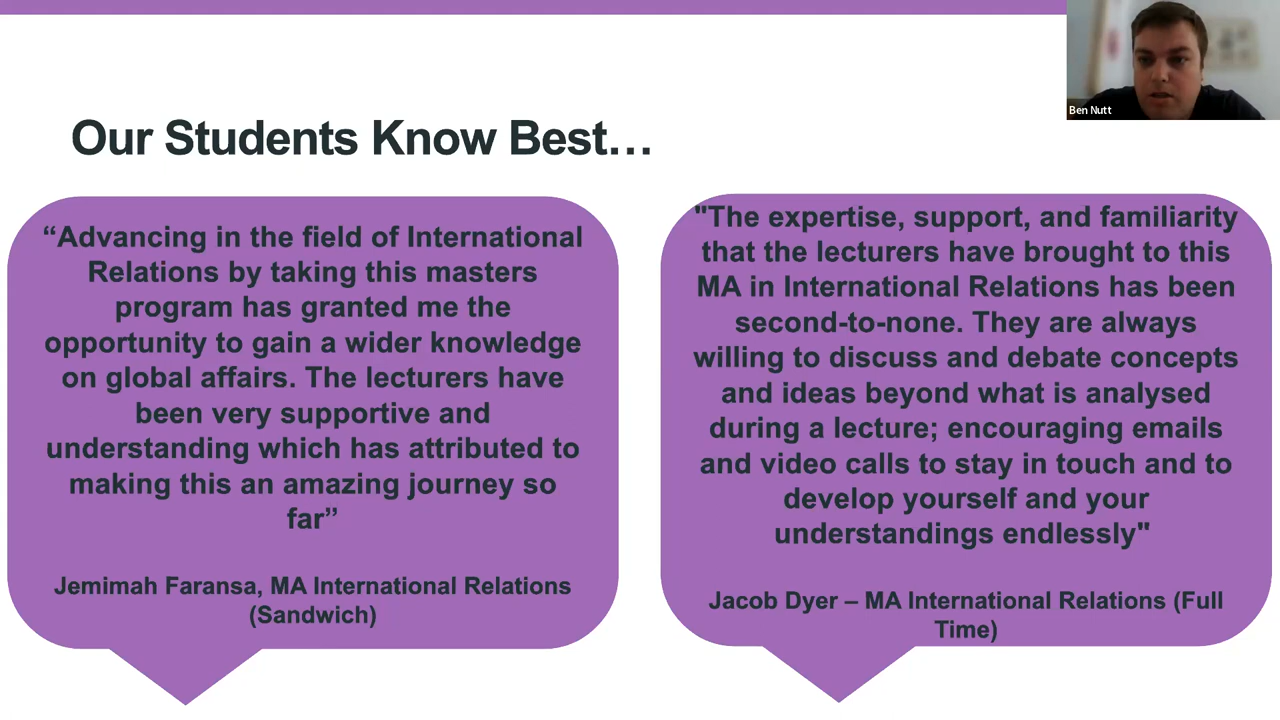 Ben Nutt
Our Students Know Best…
“Advancing in the field of International
Relations by taking this masters
program has granted me the
opportunity to gain a wider knowledge
on global affairs. The lecturers have
been very supportive and
understanding which has attributed to
making this an amazing journey so
far”
Jemimah Faransa, MA International Relations
(Sandwich)
"The expertise, support, and familiarity
that the lecturers have brought to this
MA in International Relations has been
second-to-none. They are always
willing to discuss and debate concepts
and ideas beyond what is analysed
during a lecture; encouraging emails
and video calls to stay in touch and to
develop yourself and your
understandings endlessly"
Jacob Dyer – MA International Relations (Full
Time)